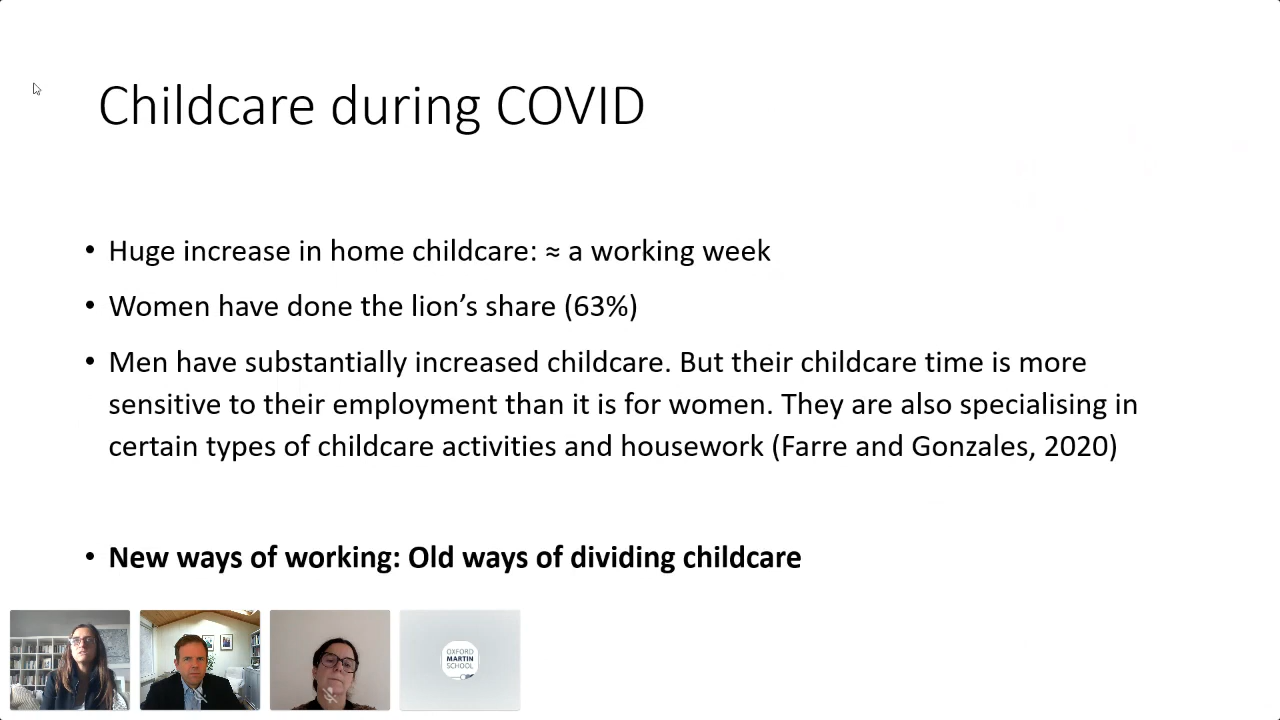 Childcare during COVID
• Huge increase in home childcare: ≈ a working week
• Women have done the lion’s share (63%)
• Men have substantially increased childcare. But their childcare time is more
sensitive to their employment than it is for women. They are also specialising in
certain types of childcare activities and housework (Farre and Gonzales, 2020)
• New ways of working: Old ways of dividing childcare
OXFORD
MARTIN
SCHOOL